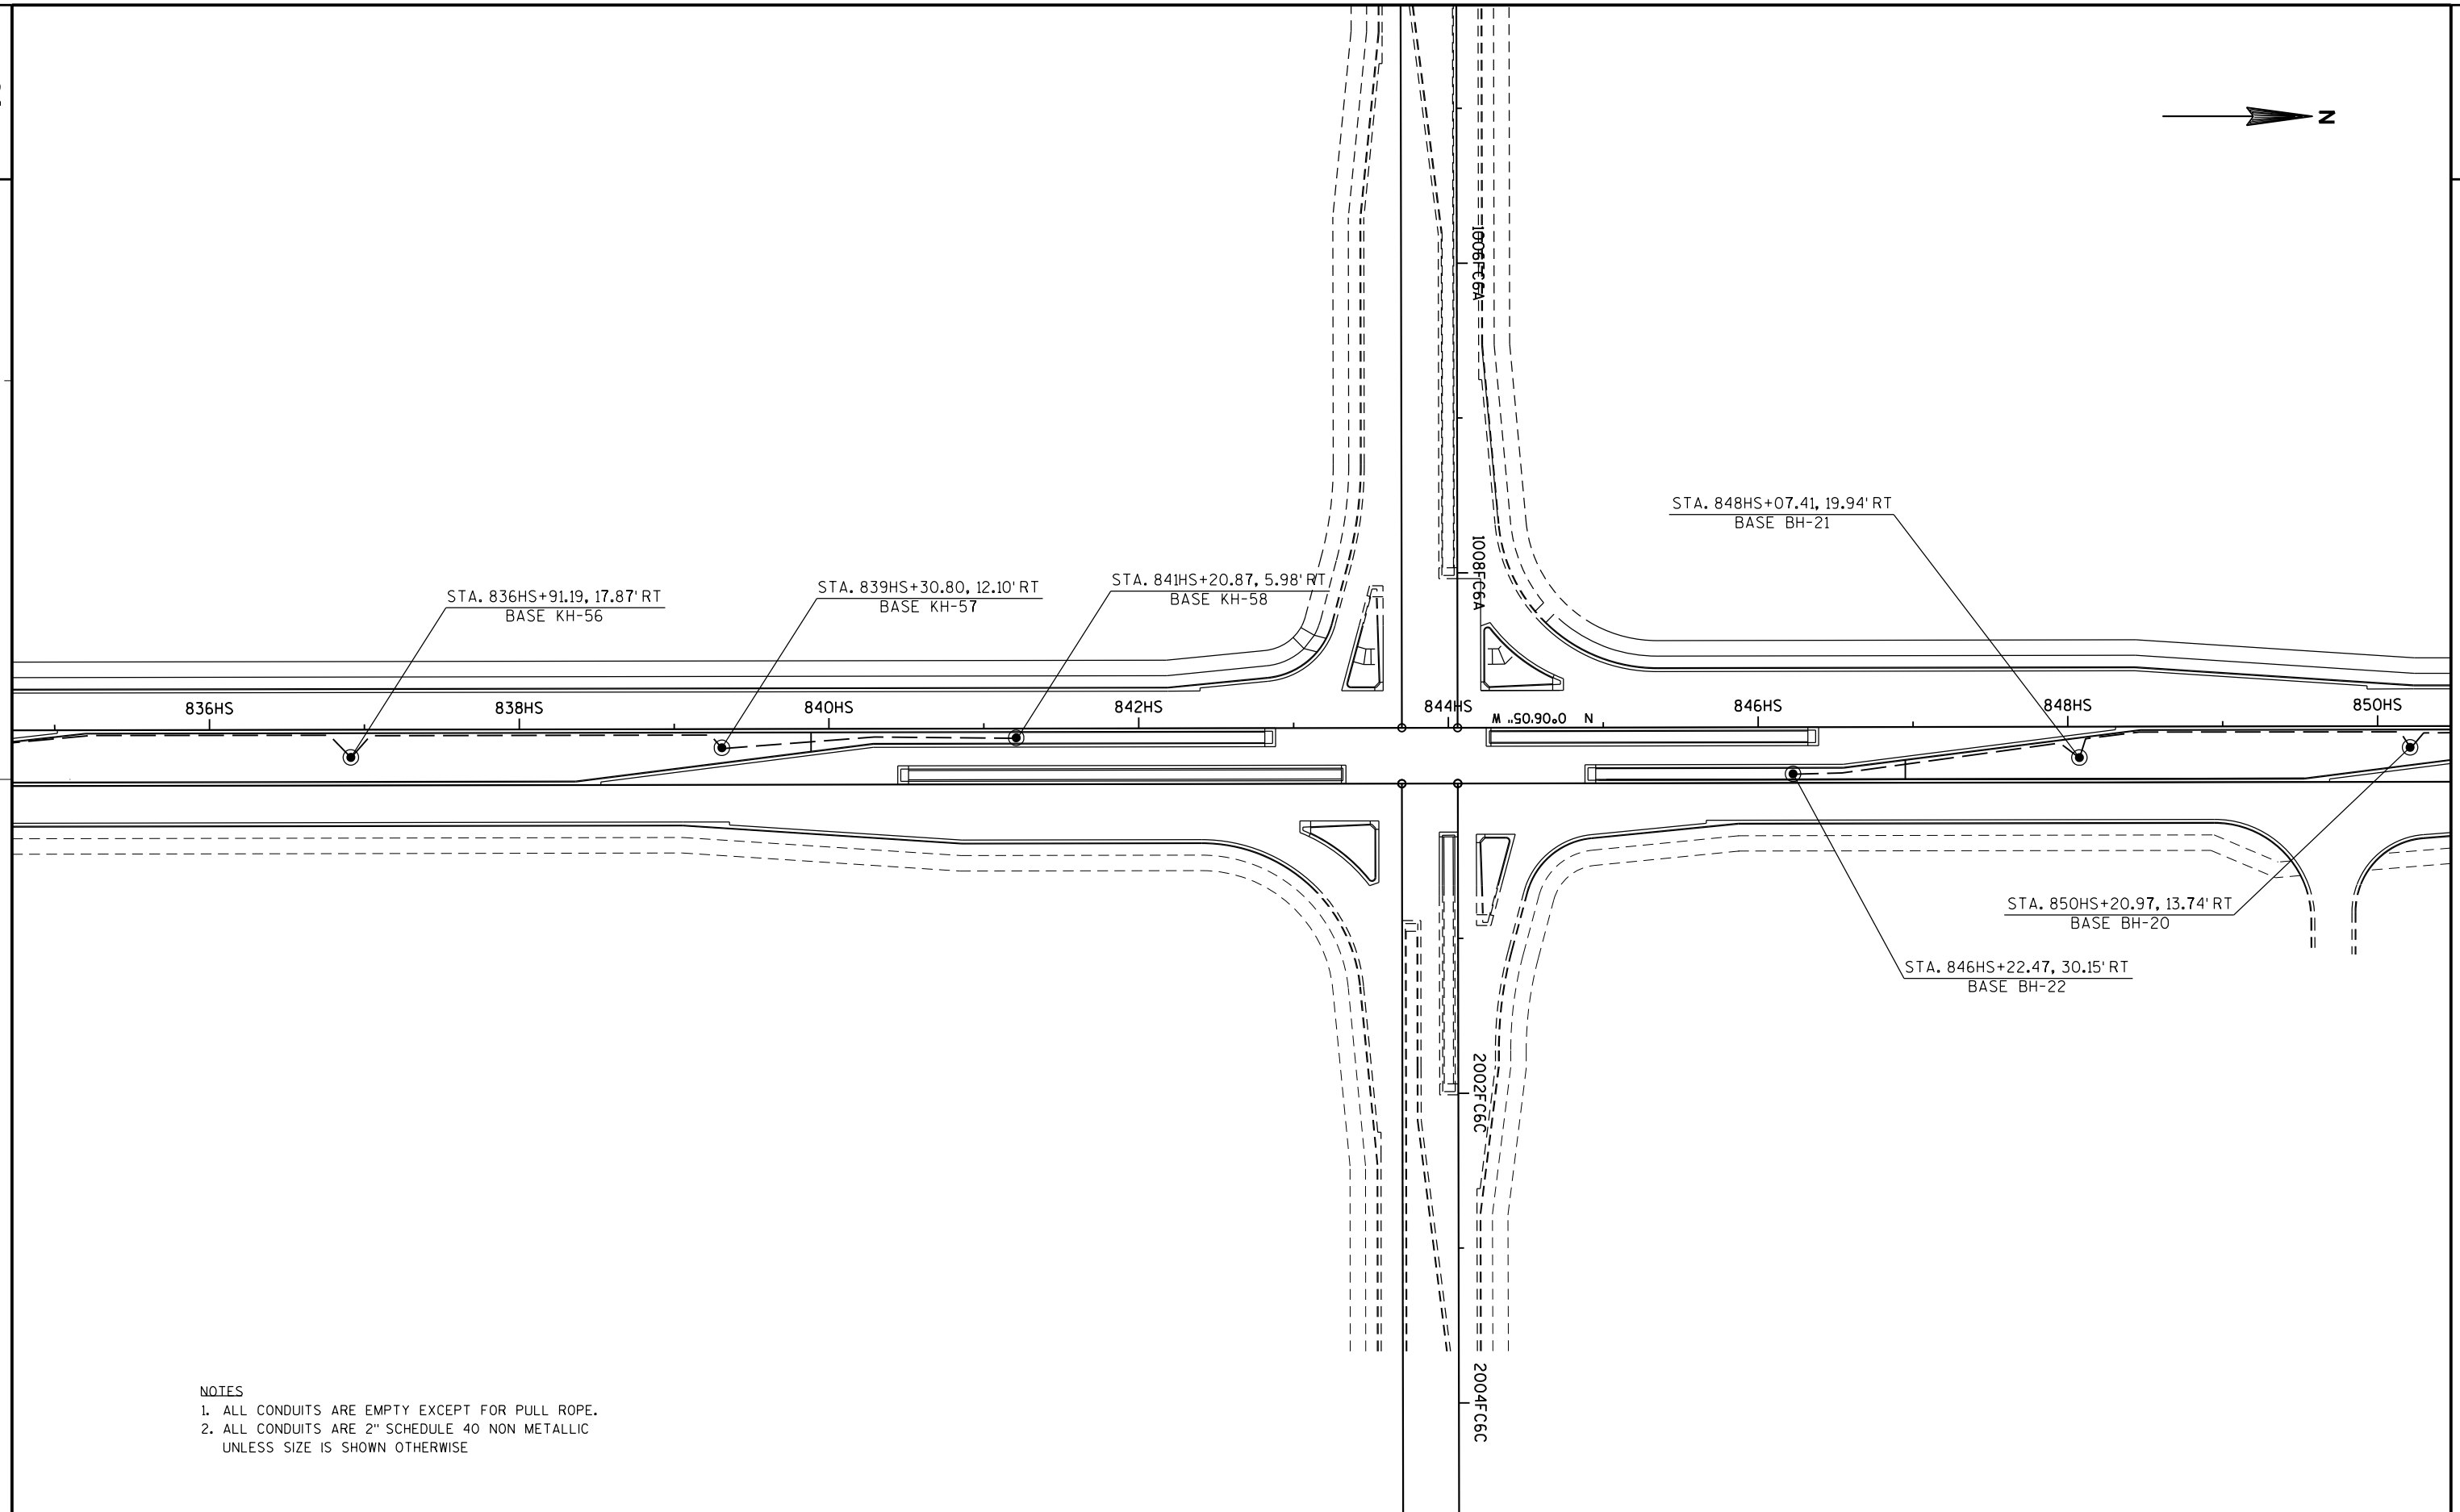 N
1006FC6A
1008FC6A
STA. 848HS+07.41, 19.94' RT
BASE BH-21
STA. 836HS+91.19, 17.87' RT
BASE KH-56
STA. 839HS+30.80, 12.10' RT
BASE KH-57
STA. 841HS+20.87, 5.98' RT
BASE KH-58
836HS
838HS
840HS
842HS
844HS
846HS
848HS
850HS
N 0°06'05" W
STA. 850HS+20.97, 13.74' RT
BASE BH-20
STA. 846HS+22.47, 30.15' RT
BASE BH-22
2002FC6C
2004FC6C
NOTES
1. ALL CONDUITS ARE EMPTY EXCEPT FOR PULL ROPE.
2. ALL CONDUITS ARE 2" SCHEDULE 40 NON METALLIC
UNLESS SIZE IS SHOWN OTHERWISE